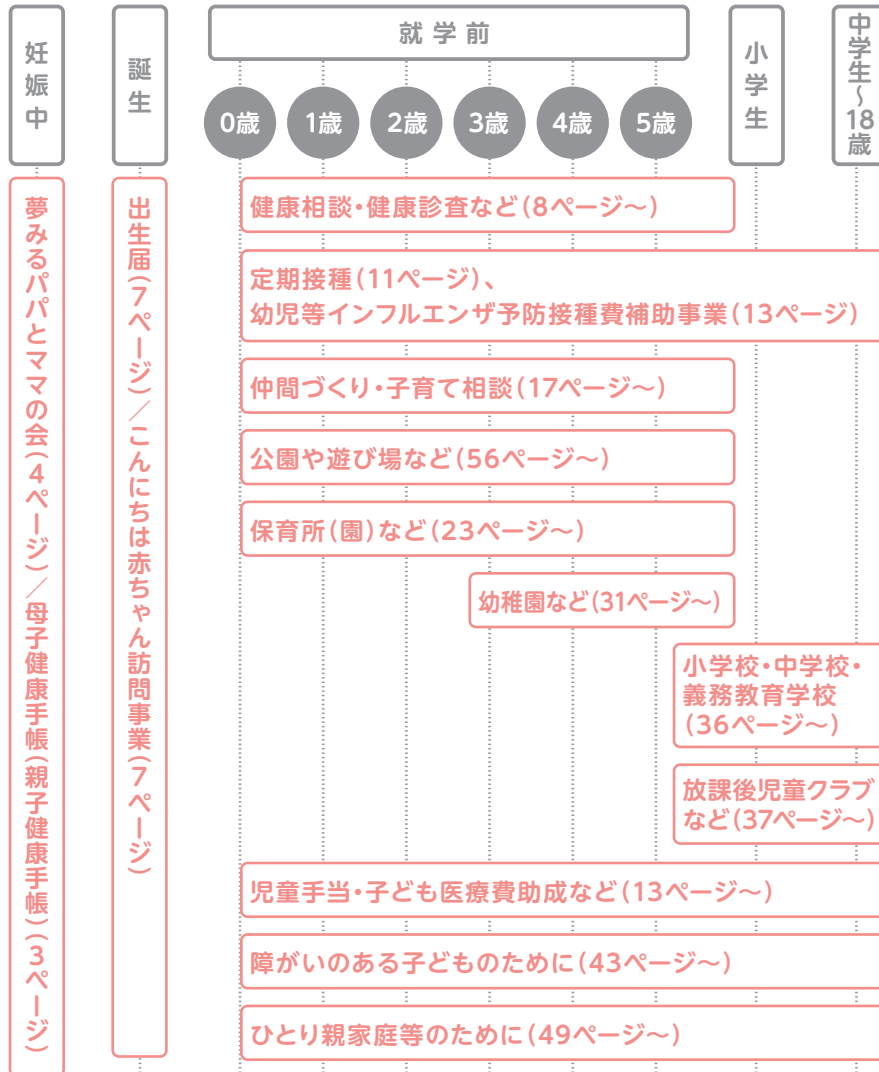 妊娠中
誕生
就学前
0歳
1歳
2歳
3歳
4歳
5歳
小学生
中学生~18歳
夢みるパパとママの会(4ページ)/母子健康手帳(親子健康手帳)(3ページ)
出生届(7ページ)/こんにちは赤ちゃん訪問事業(7ページ)
健康相談・健康診査など(8ページ~)
定期接種(11ページ)、
幼児等インフルエンザ予防接種費補助事業(13ページ)
仲間づくり・子育て相談(17ページ~)
公園や遊び場など(56ページ~)
保育所(園)など(23ページ~)
幼稚園など(31ページ~)
小学校・中学校・
義務教育学校
(36ページ~)
放課後児童クラブ
など(37ページ~)
児童手当・子ども医療費助成など(13ページ~)
障がいのある子どものために(43ページ~)
ひとり親家庭等のために(49ページ~)